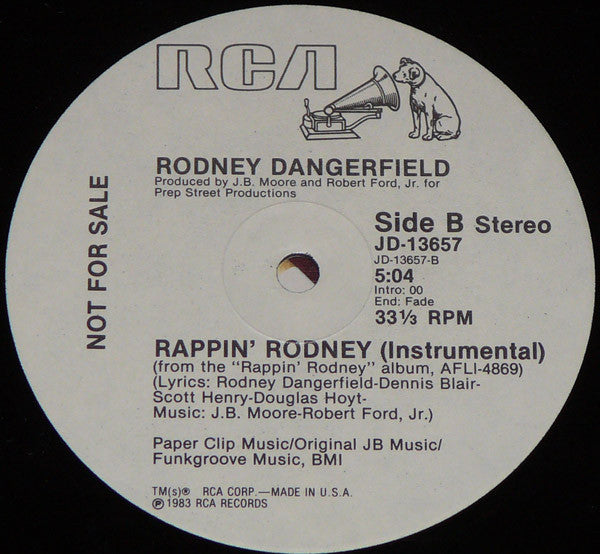 RCA
RODNEY DANGERFIELD
Produced by J.B. Moore and Robert Ford, Jr. for
Prep Street Productions
NOT FOR SALE
Side B Stereo
JD-13657
JD-13657-B
5:04
Intro: 00
End: Fade
33⅓ RPM
RAPPIN' RODNEY (Instrumental)
(from the "Rappin' Rodney" album, AFLI-4869)
(Lyrics: Rodney Dangerfield-Dennis Blair-
Scott Henry-Douglas Hoyt-
Music: J.B. Moore-Robert Ford, Jr.)
Paper Clip Music/Original JB Music/
Funkgroove Music, BMI
TM(s)® RCA CORP.—MADE IN U.S.A.
℗ 1983 RCA RECORDS